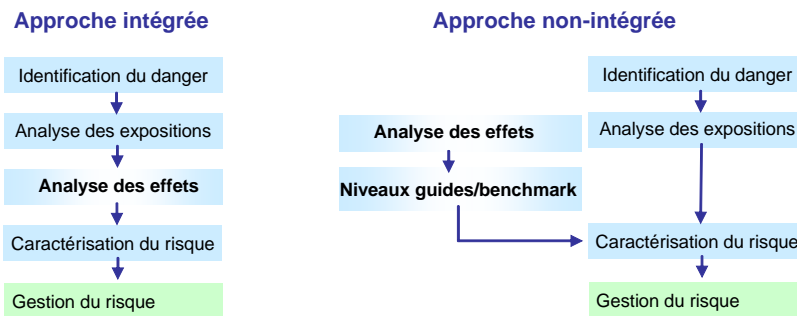 Approche intégrée
Identification du danger
Analyse des expositions
Analyse des effets
Caractérisation du risque
Gestion du risque
Approche non-intégrée
Analyse des effets
Niveaux guides/benchmark
Identification du danger
Analyse des expositions
Caractérisation du risque
Gestion du risque